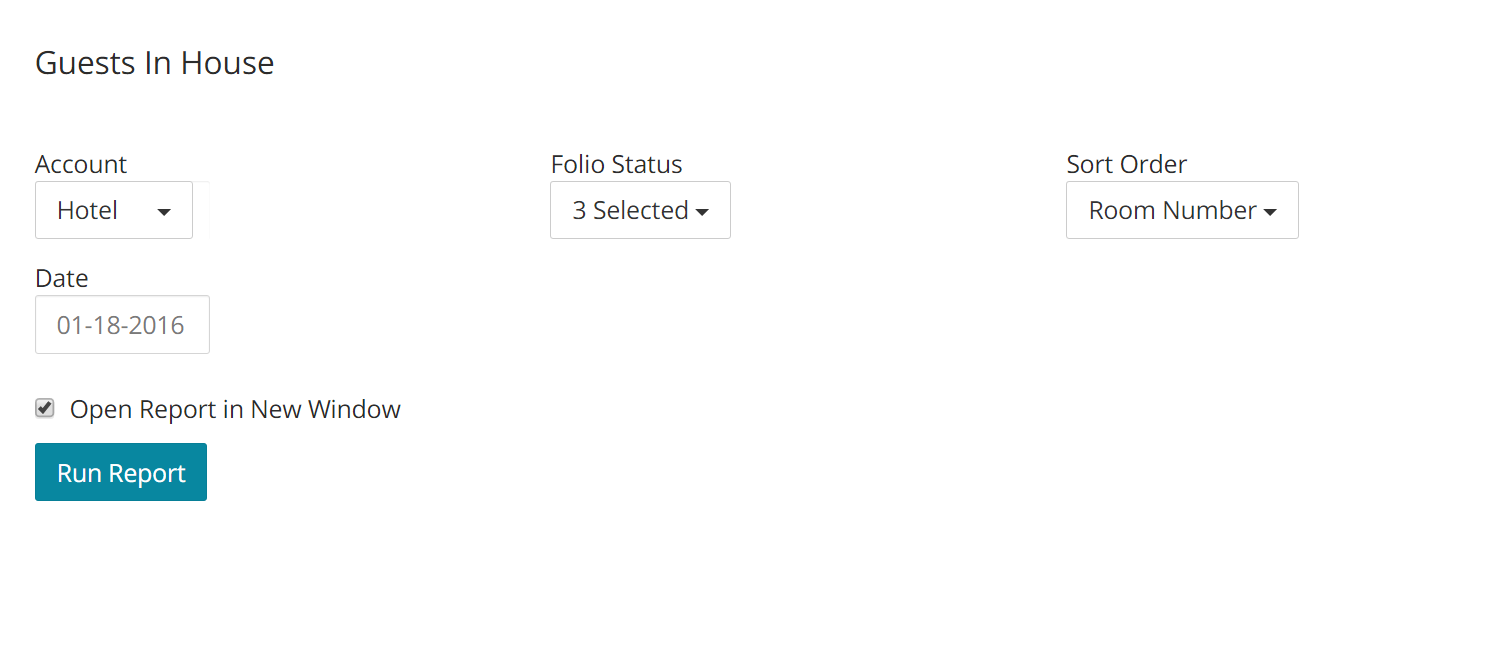 Guests In House
Account
Folio Status
Sort Order
Hotel
3 Selected
Room Number
Date
01-18-2016
Open Report in New Window
Run Report